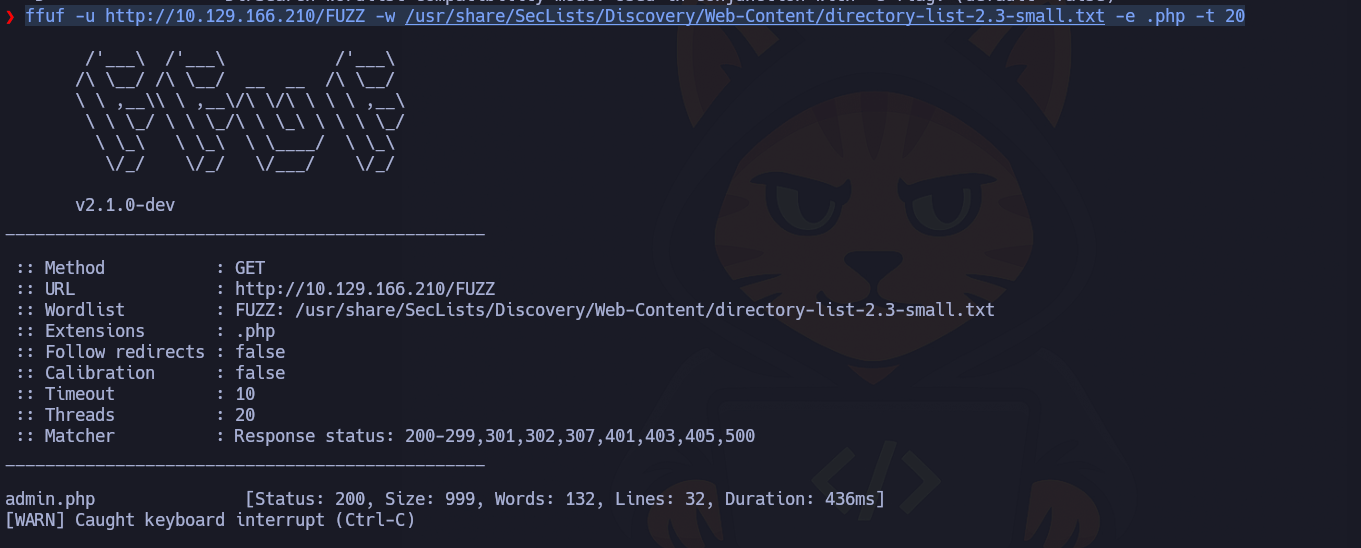 ❯ ffuf -u http://10.129.166.210/FUZZ -w /usr/share/SecLists/Discovery/Web-Content/directory-list-2.3-small.txt -e .php -t 20
        /'___\  /'___\           /'___\
       /\ \__/ /\ \__/  __  __  /\ \__/
       \ \ ,__\\ \ ,__\/\ \/\ \ \ \ ,__\
        \ \ \_/ \ \ \_/\ \ \_\ \ \ \ \_/
         \ \_\   \ \_\  \ \____/  \ \_\
          \/_/    \/_/   \/___/    \/_/
       v2.1.0-dev
________________________________________________
 :: Method           : GET
 :: URL              : http://10.129.166.210/FUZZ
 :: Wordlist         : FUZZ: /usr/share/SecLists/Discovery/Web-Content/directory-list-2.3-small.txt
 :: Extensions       : .php
 :: Follow redirects : false
 :: Calibration      : false
 :: Timeout          : 10
 :: Threads          : 20
 :: Matcher          : Response status: 200-299,301,302,307,401,403,405,500
________________________________________________
admin.php               [Status: 200, Size: 999, Words: 132, Lines: 32, Duration: 436ms]
[WARN] Caught keyboard interrupt (Ctrl-C)